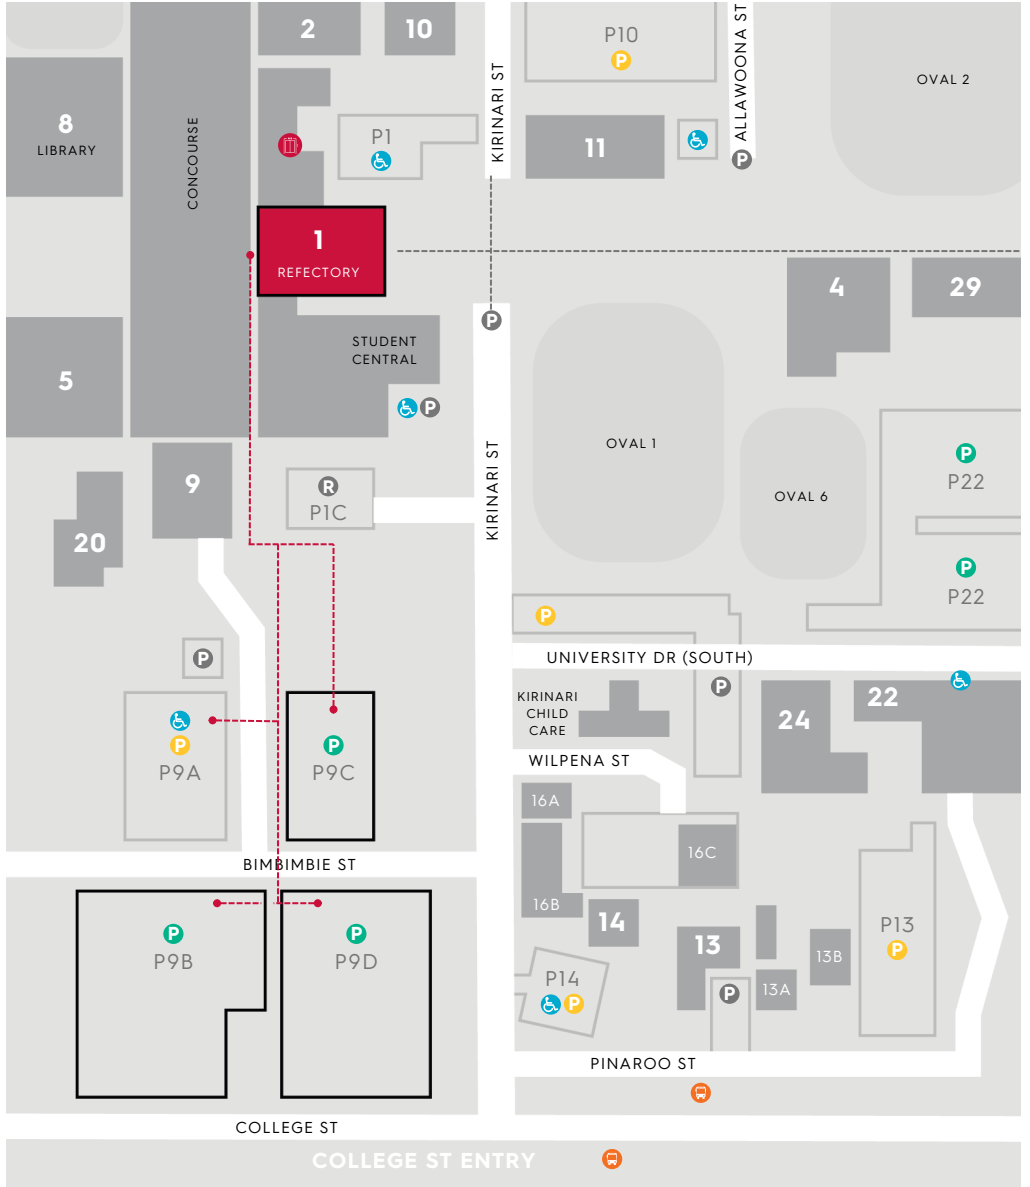 2
10
P10
P
ALLAWOONA ST
OVAL 2
KIRINARI ST
8
LIBRARY
CONCOURSE
P1
11
P
1
REFECTORY
4
29
P
STUDENT
CENTRAL
5
P
KIRINARI ST
OVAL 1
OVAL 6
P
P22
9
R
P1C
20
P
P22
P
UNIVERSITY DR (SOUTH)
P
P
KIRINARI
CHILD
CARE
24
22
P
P9A
P
P9C
WILPENA ST
16A
16C
BIMBIMBIE ST
16B
14
13
P13
P
P
P9B
P
P9D
13B
P14
P
P
13A
PINAROO ST
COLLEGE ST
COLLEGE ST ENTRY